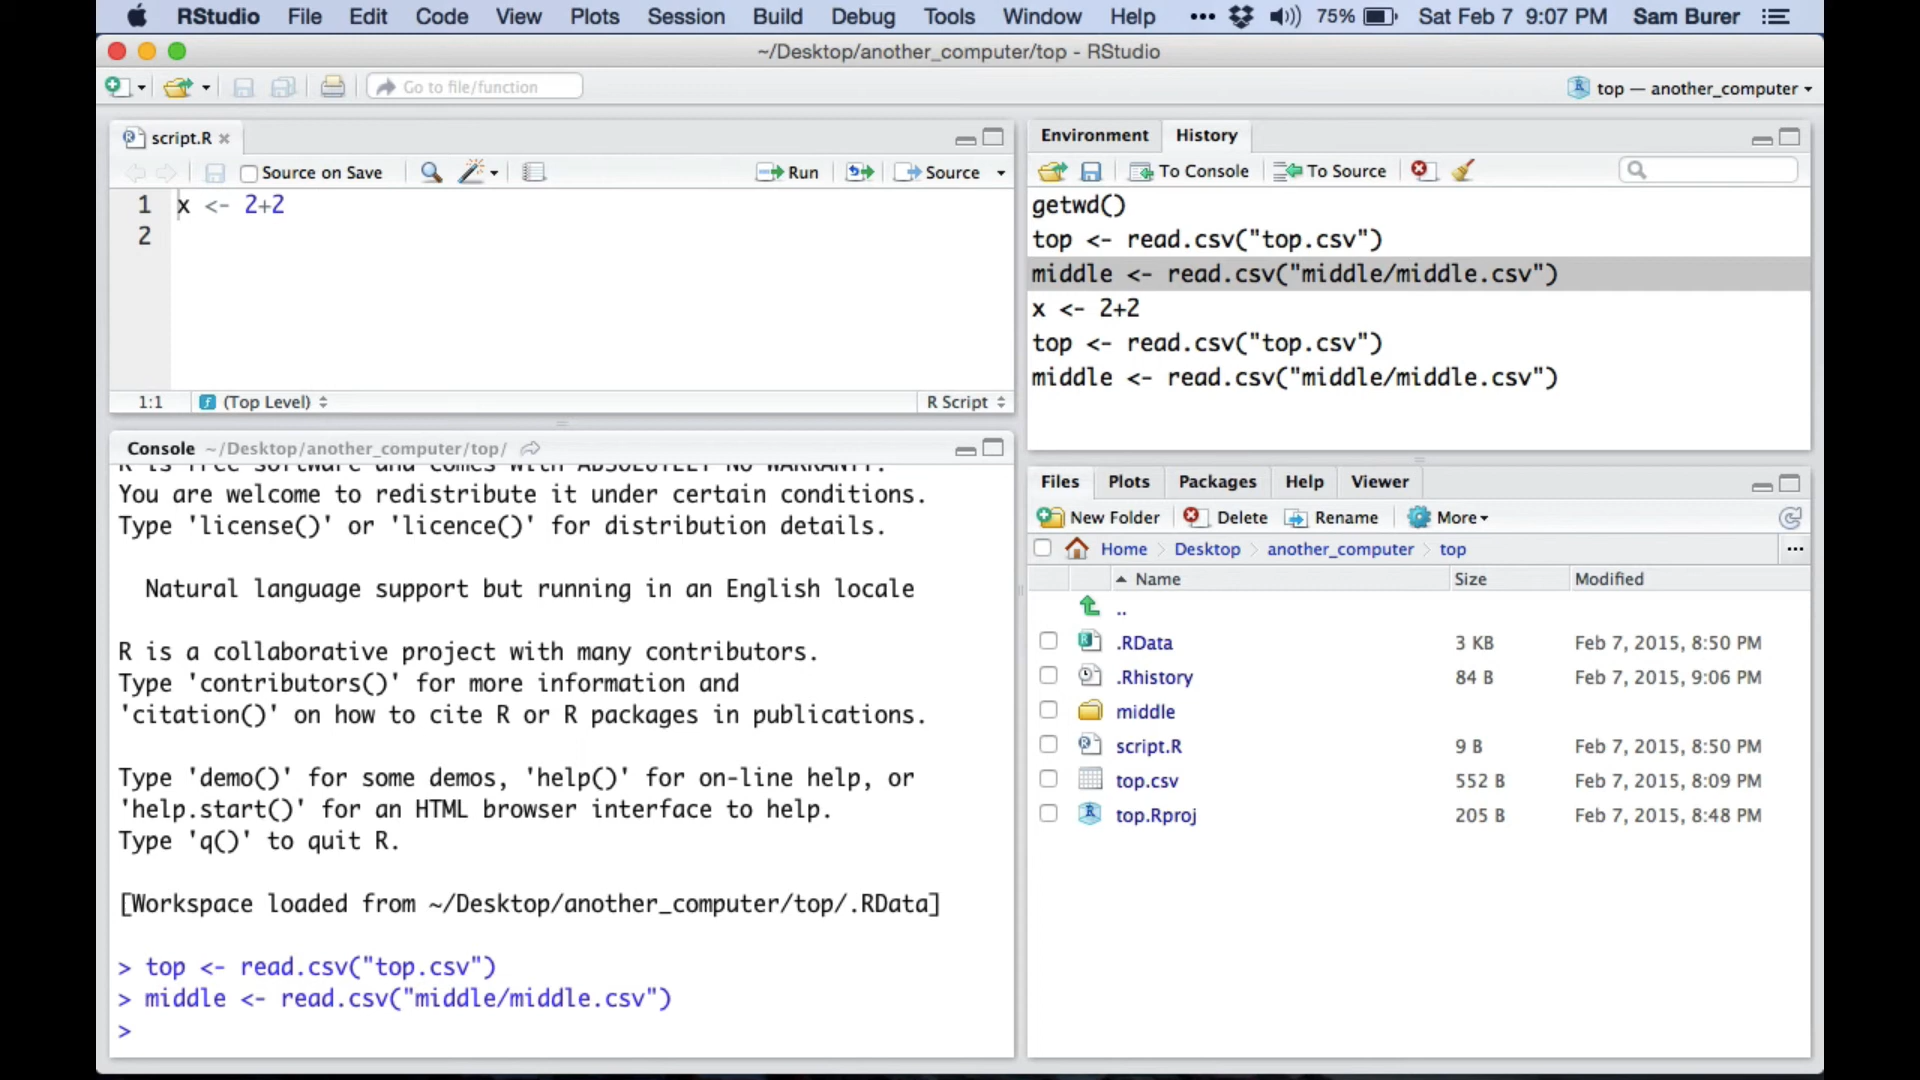 RStudio File Edit Code View Plots Session Build Debug Tools Window Help 75% Sat Feb 7 9:07 PM Sam Burer
~/Desktop/another_computer/top - RStudio
Go to file/function
top — another_computer
script.R
Source on Save Run Source
1 x <- 2+2
2
1:1 (Top Level) R Script
Console ~/Desktop/another_computer/top/
R is free software and comes with ABSOLUTELY NO WARRANTY.
You are welcome to redistribute it under certain conditions.
Type 'license()' or 'licence()' for distribution details.
Natural language support but running in an English locale
R is a collaborative project with many contributors.
Type 'contributors()' for more information and
'citation()' on how to cite R or R packages in publications.
Type 'demo()' for some demos, 'help()' for on-line help, or
'help.start()' for an HTML browser interface to help.
Type 'q()' to quit R.
[Workspace loaded from ~/Desktop/another_computer/top/.RData]
> top <- read.csv("top.csv")
> middle <- read.csv("middle/middle.csv")
>
Environment History
To Console To Source
getwd()
top <- read.csv("top.csv")
middle <- read.csv("middle/middle.csv")
x <- 2+2
top <- read.csv("top.csv")
middle <- read.csv("middle/middle.csv")
Files Plots Packages Help Viewer
New Folder Delete Rename More
Home Desktop another_computer top ...
Name Size Modified
..
.RData 3 KB Feb 7, 2015, 8:50 PM
.Rhistory 84 B Feb 7, 2015, 9:06 PM
middle
script.R 9 B Feb 7, 2015, 8:50 PM
top.csv 552 B Feb 7, 2015, 8:09 PM
top.Rproj 205 B Feb 7, 2015, 8:48 PM